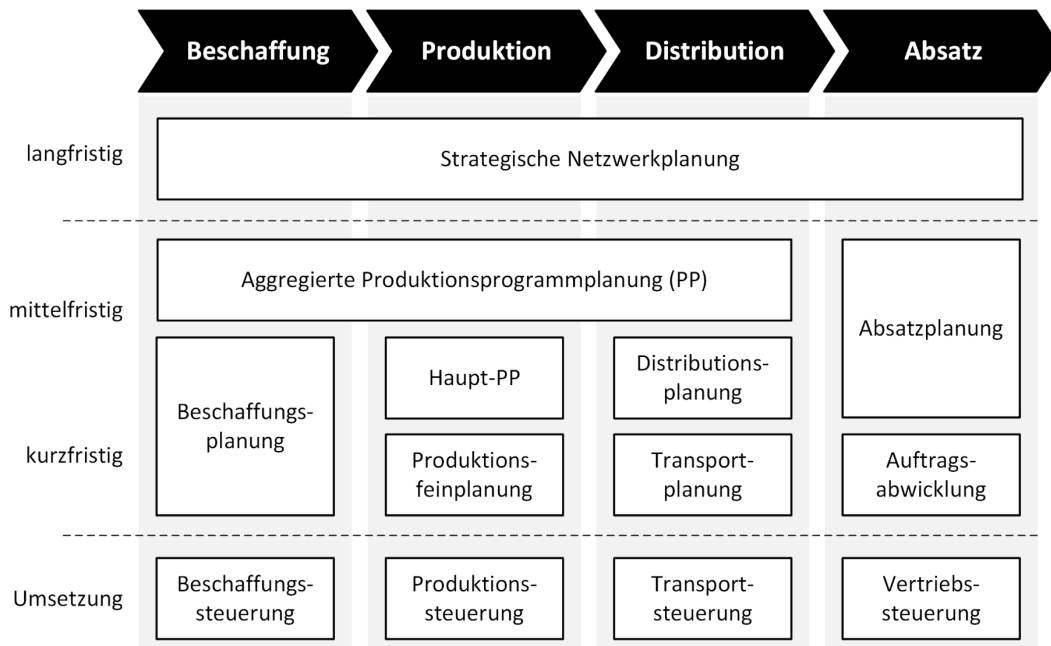 Beschaffung
Produktion
Distribution
Absatz
langfristig
Strategische Netzwerkplanung
mittelfristig
Aggregierte Produktionsprogrammplanung (PP)
Absatzplanung
Beschaffungs-
planung
Haupt-PP
Distributions-
planung
kurzfristig
Produktions-
feinplanung
Transport-
planung
Auftrags-
abwicklung
Umsetzung
Beschaffungs-
steuerung
Produktions-
steuerung
Transport-
steuerung
Vertriebs-
steuerung